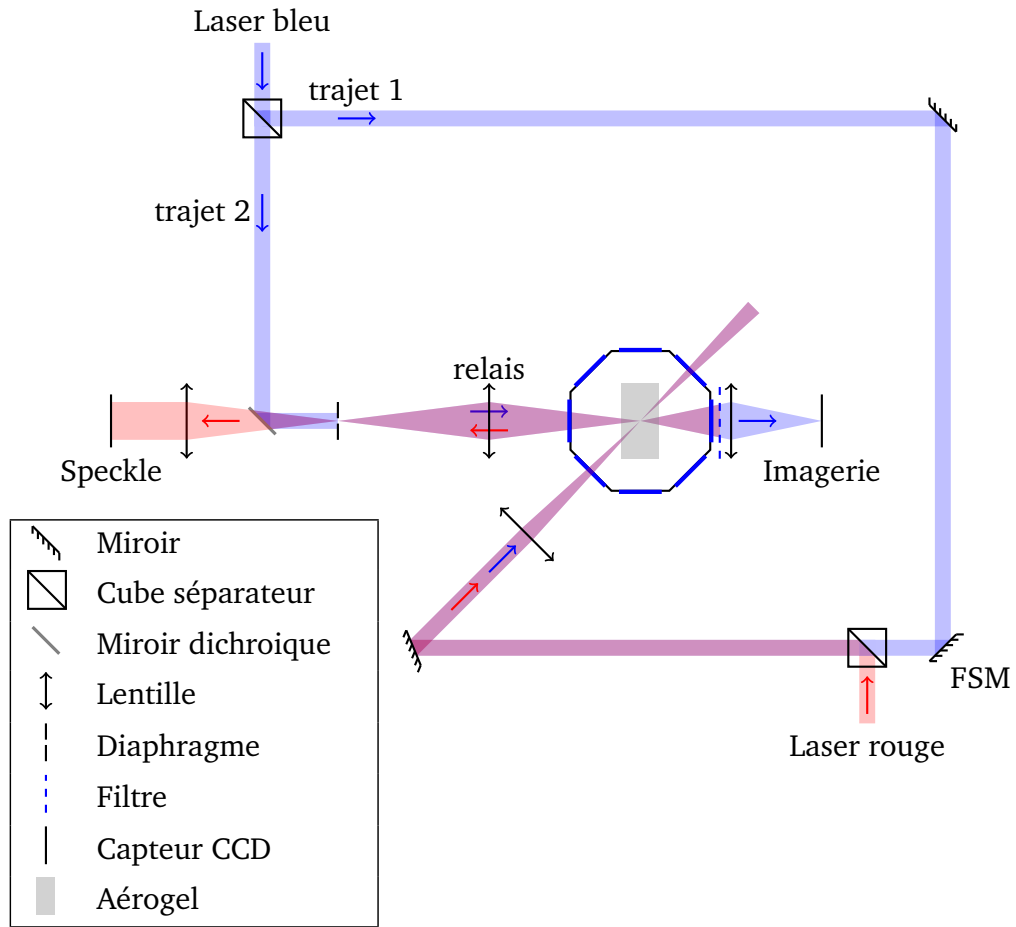 Laser bleu
trajet 1
trajet 2
relais
Speckle
Imagerie
FSM
Laser rouge
Miroir
Cube séparateur
Miroir dichroique
Lentille
Diaphragme
Filtre
Capteur CCD
Aérogel